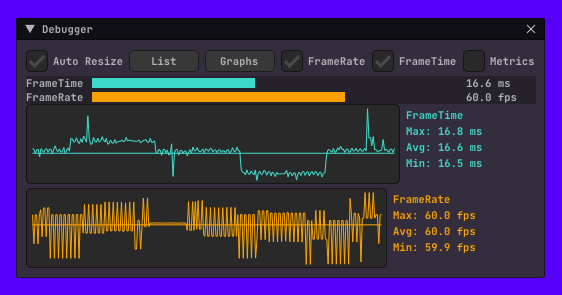 Debugger
Auto Resize List Graphs FrameRate FrameTime Metrics
FrameTime 16.6 ms
FrameRate 60.0 fps
FrameTime
Max: 16.8 ms
Avg: 16.6 ms
Min: 16.5 ms
FrameRate
Max: 60.0 fps
Avg: 60.0 fps
Min: 59.9 fps